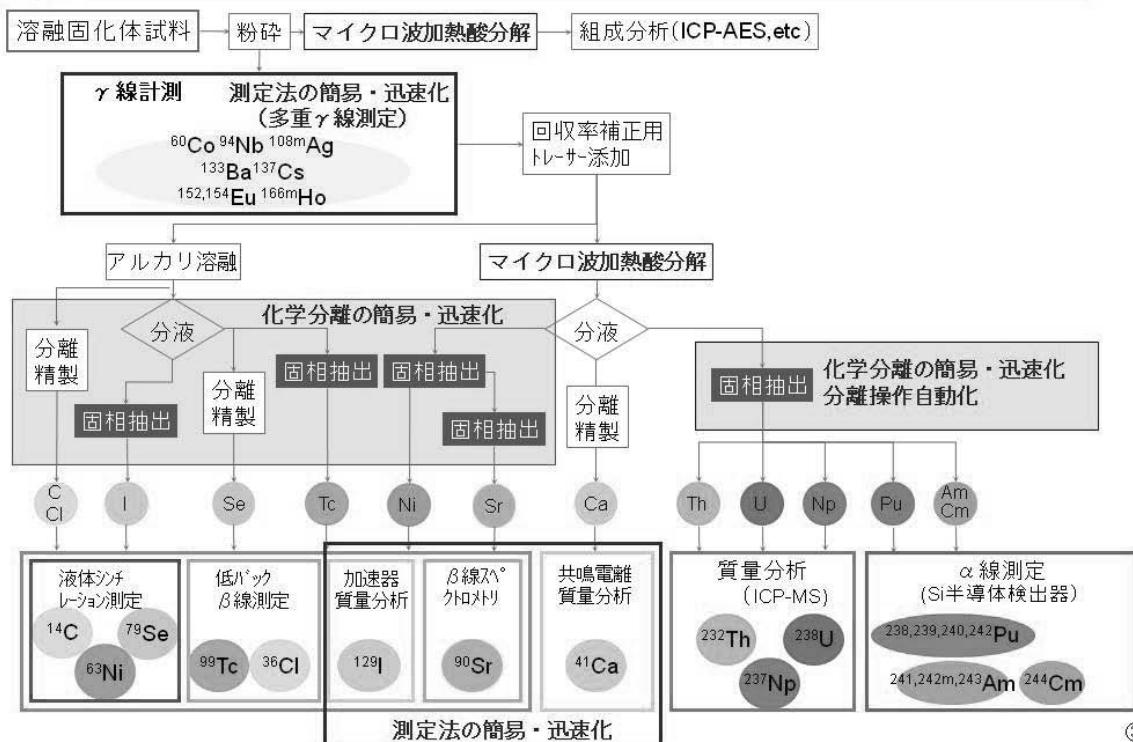 溶融固化体試料
粉砕
マイクロ波加熱酸分解
組成分析(ICP-AES,etc)
γ線計測
測定法の簡易・迅速化
(多重γ線測定)
⁶⁰Co ⁹⁴Nb ¹⁰⁸ᵐAg
¹³³Ba¹³⁷Cs
¹⁵²,¹⁵⁴Eu ¹⁶⁶ᵐHo
回収率補正用
トレーサー添加
アルカリ溶融
マイクロ波加熱酸分解
化学分離の簡易・迅速化
分離
精製
分液
固相抽出
分離
精製
固相抽出
固相抽出
固相抽出
分液
分離
精製
固相抽出
化学分離の簡易・迅速化
分離操作自動化
C
Cl
I
Se
Tc
Ni
Sr
Ca
Th
U
Np
Pu
Am
Cm
液体シンチ
レーション測定
¹⁴C
⁷⁹Se
⁶³Ni
低バック
β線測定
⁹⁹Tc
³⁶Cl
加速器
質量分析
¹²⁹I
β線スペ
クトロメトリ
⁹⁰Sr
共鳴電離
質量分析
⁴¹Ca
測定法の簡易・迅速化
質量分析
(ICP-MS)
²³²Th
²³⁸U
²³⁷Np
α線測定
(Si半導体検出器)
²³⁸,²³⁹,²⁴⁰,²⁴²Pu
²⁴¹,²⁴²ᵐ,²⁴³Am
²⁴⁴Cm